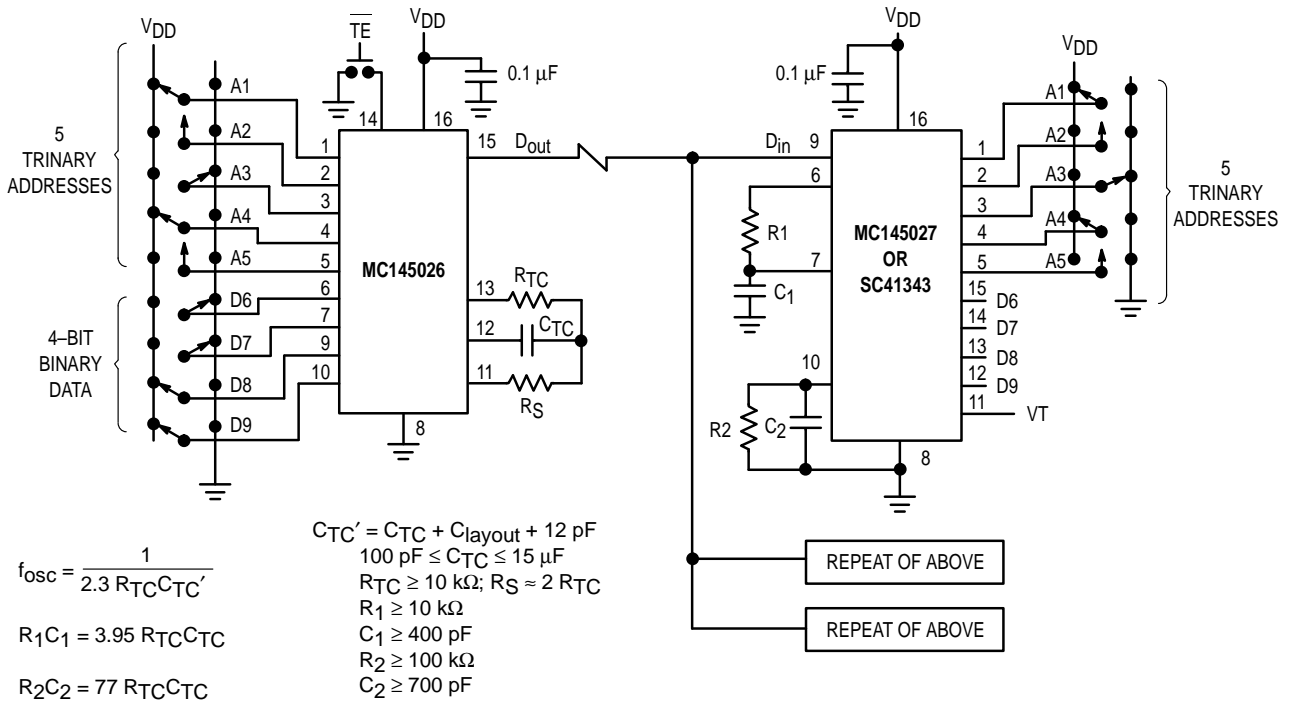 VDD
TE
VDD
0.1 µF
5
TRINARY
ADDRESSES
A1
A2
A3
A4
A5
4–BIT
BINARY
DATA
D6
D7
D8
D9
14
16
1
2
3
4
5
6
7
9
10
MC145026
15
Dout
13
RTC
12
CTC
11
RS
8
VDD
0.1 µF
16
Din
9
6
R1
7
C1
10
R2
C2
MC145027
OR
SC41343
1
2
3
4
5
15
D6
14
D7
13
D8
12
D9
11
VT
8
VDD
A1
A2
A3
A4
A5
5
TRINARY
ADDRESSES
REPEAT OF ABOVE
REPEAT OF ABOVE
fosc = 1 / 2.3 RTCCTC′
R1C1 = 3.95 RTCCTC
R2C2 = 77 RTCCTC
CTC′ = CTC + Clayout + 12 pF
100 pF ≤ CTC ≤ 15 µF
RTC ≥ 10 kΩ; RS ≈ 2 RTC
R1 ≥ 10 kΩ
C1 ≥ 400 pF
R2 ≥ 100 kΩ
C2 ≥ 700 pF